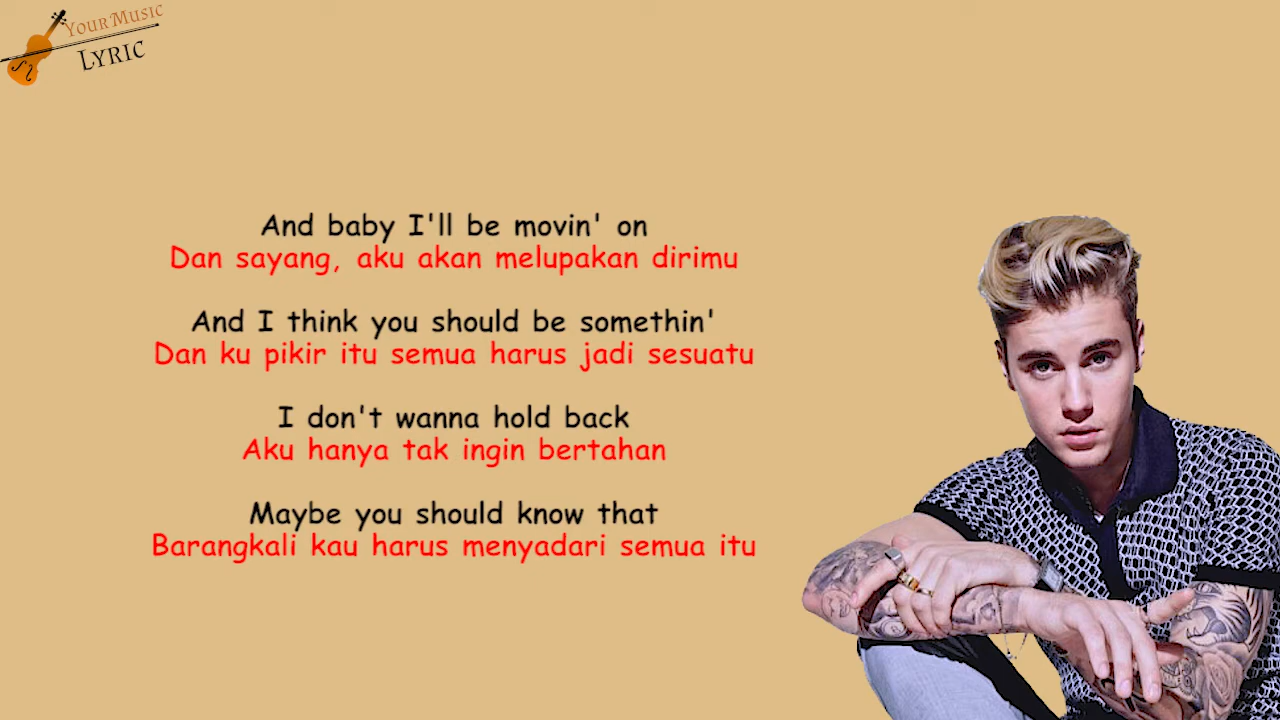 YOUR MUSIC
LYRIC
And baby I'll be movin' on
Dan sayang, aku akan melupakan dirimu
And I think you should be somethin'
Dan ku pikir itu semua harus jadi sesuatu
I don't wanna hold back
Aku hanya tak ingin bertahan
Maybe you should know that
Barangkali kau harus menyadari semua itu